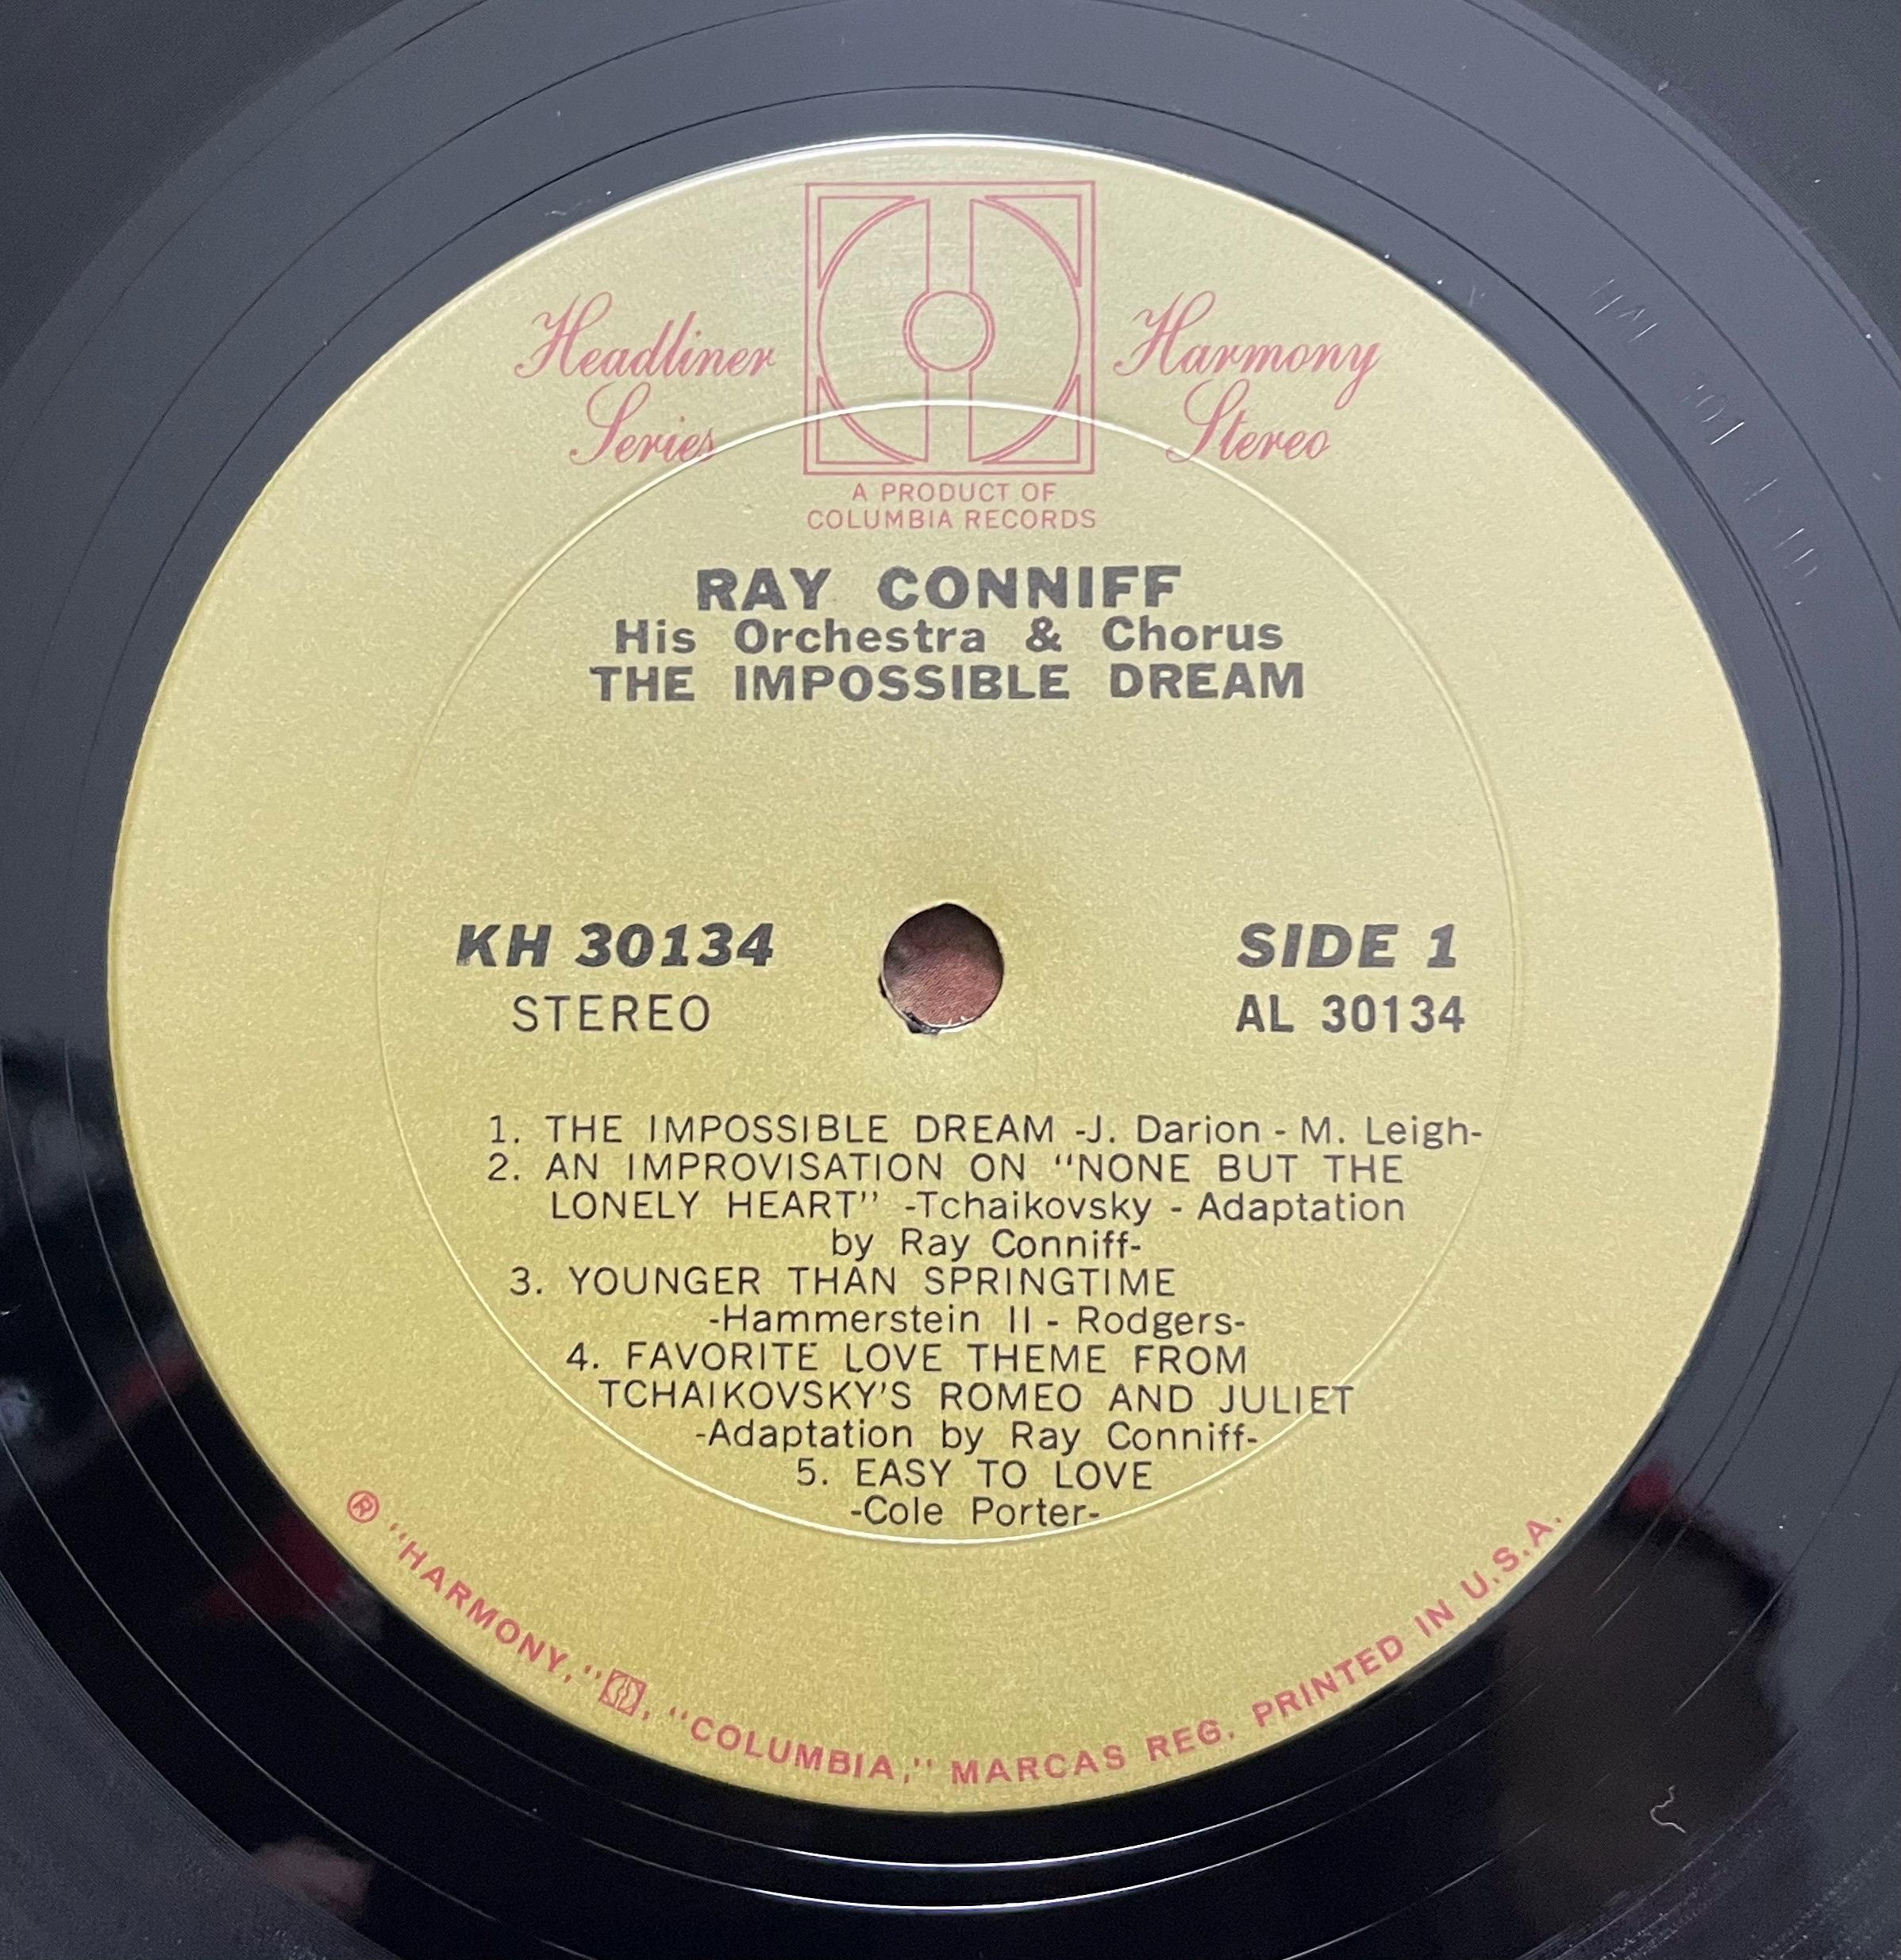 Headliner Series
Harmony Stereo
A PRODUCT OF
COLUMBIA RECORDS
RAY CONNIFF
His Orchestra & Chorus
THE IMPOSSIBLE DREAM
KH 30134
STEREO
SIDE 1
AL 30134
1. THE IMPOSSIBLE DREAM -J. Darion - M. Leigh-
2. AN IMPROVISATION ON "NONE BUT THE
LONELY HEART" -Tchaikovsky - Adaptation
by Ray Conniff-
3. YOUNGER THAN SPRINGTIME
-Hammerstein II - Rodgers-
4. FAVORITE LOVE THEME FROM
TCHAIKOVSKY'S ROMEO AND JULIET
-Adaptation by Ray Conniff-
5. EASY TO LOVE
-Cole Porter-
® "HARMONY," , "COLUMBIA," MARCAS REG. PRINTED IN U.S.A.